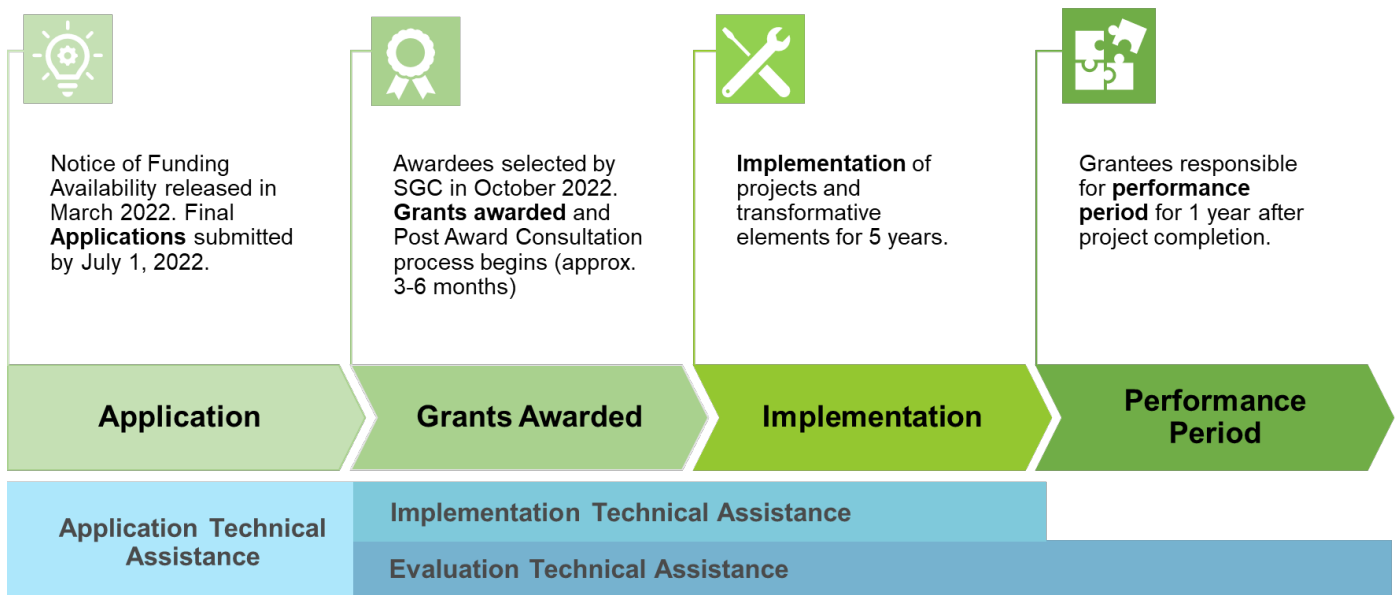 Notice of Funding
Availability released in
March 2022. Final
Applications submitted
by July 1, 2022.
Awardees selected by
SGC in October 2022.
Grants awarded and
Post Award Consultation
process begins (approx.
3-6 months)
Implementation of
projects and
transformative
elements for 5 years.
Grantees responsible
for performance
period for 1 year after
project completion.
Application
Grants Awarded
Implementation
Performance
Period
Application Technical
Assistance
Implementation Technical Assistance
Evaluation Technical Assistance